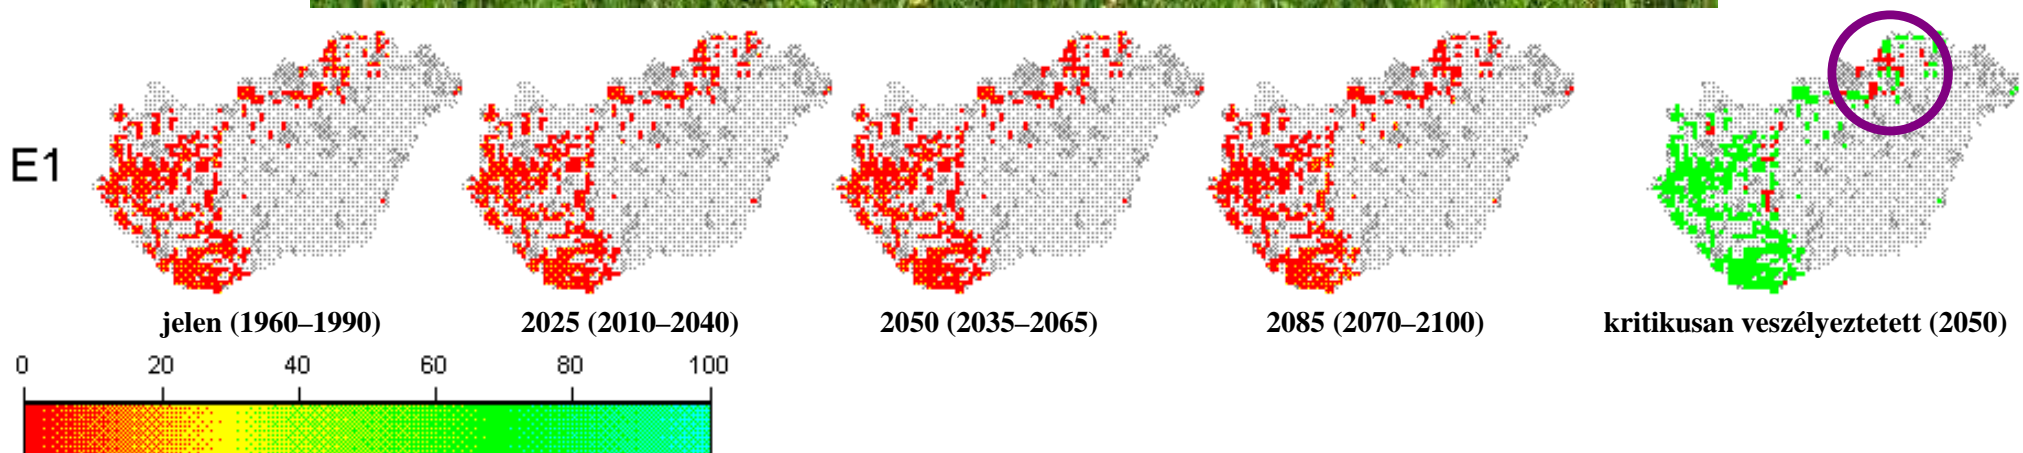 E1
jelen (1960–1990) 2025 (2010–2040) 2050 (2035–2065) 2085 (2070–2100) kritikusan veszélyeztetett (2050)
0 20 40 60 80 100